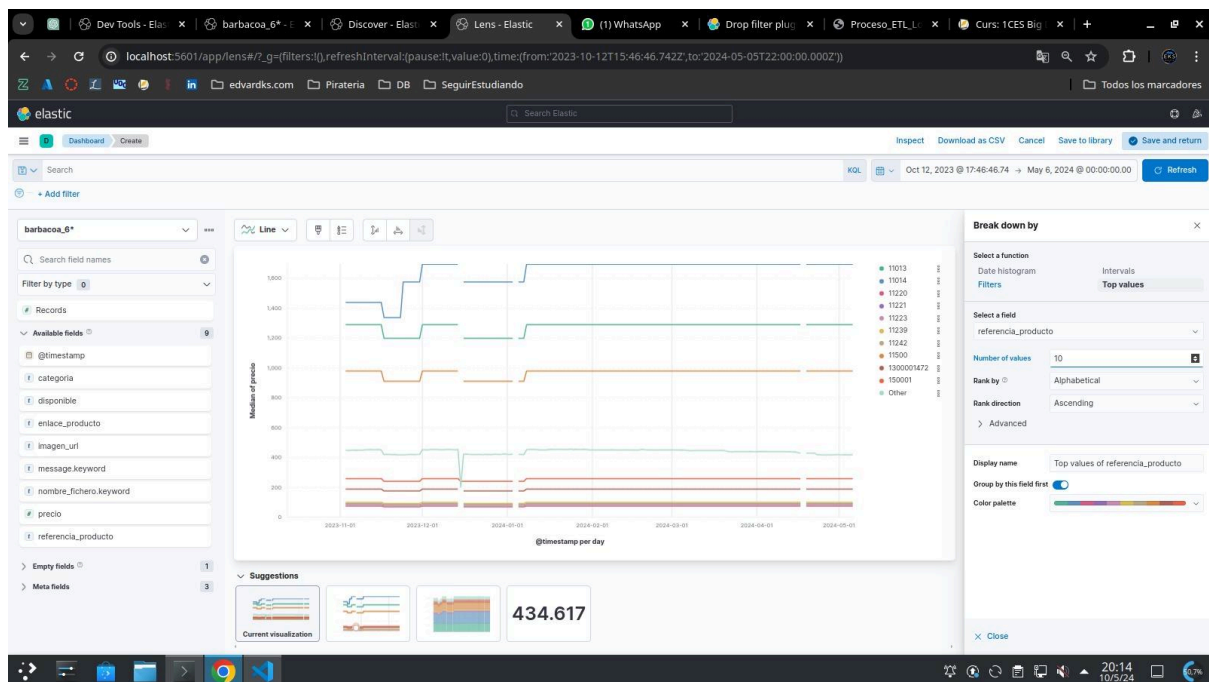 Dev Tools - Elas
barbacoa_6* - E
Discover - Elast
Lens - Elastic
(1) WhatsApp
Drop filter plug
Proceso_ETL_Lo
Curs: 1CES Big
localhost:5601/app/lens#/?_g=(filters:!(),refreshInterval:(pause:!t,value:0),time:(from:'2023-10-12T15:46:46.742Z',to:'2024-05-05T22:00:00.000Z'))
edvardks.com
Pirateria
DB
SeguirEstudiando
Todos los marcadores
elastic
Search Elastic
D
Dashboard
Create
Inspect
Download as CSV
Cancel
Save to library
Save and return
Search
KQL
Oct 12, 2023 @ 17:46:46.74 → May 6, 2024 @ 00:00:00.00
Refresh
+ Add filter
barbacoa_6*
Search field names
Filter by type 0
Records
Available fields 9
@timestamp
categoria
disponible
enlace_producto
imagen_url
message.keyword
nombre_fichero.keyword
precio
referencia_producto
Empty fields 1
Meta fields 3
Line
Median of precio
1,600
1,400
1,200
1,000
800
600
400
200
0
2023-11-01
2023-12-01
2024-01-01
2024-02-01
2024-03-01
2024-04-01
2024-05-01
@timestamp per day
11013
11014
11220
11221
11223
11239
11242
11500
1300001472
150001
Other
Suggestions
Current visualization
434.617
Break down by
Select a function
Date histogram
Intervals
Filters
Top values
Select a field
referencia_producto
Number of values
10
Rank by
Alphabetical
Rank direction
Ascending
Advanced
Display name
Top values of referencia_producto
Group by this field first
Color palette
Close
20:14
10/5/24